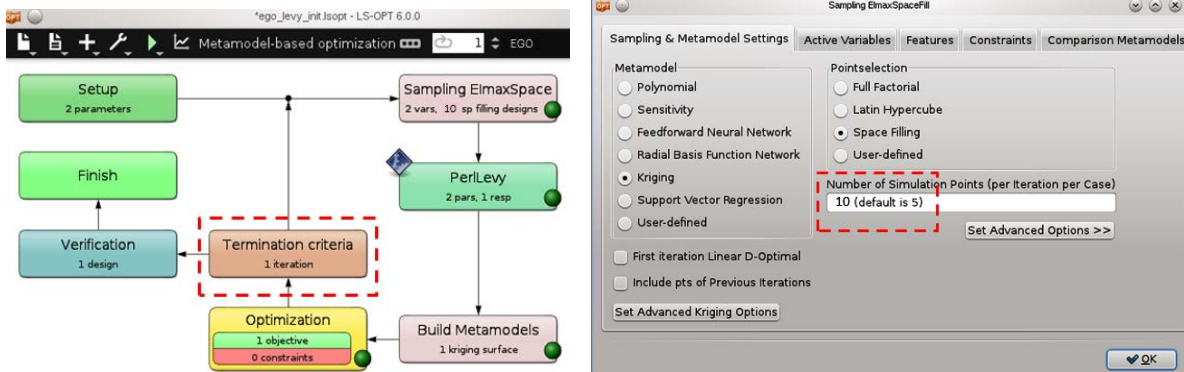 *ego_levy_init.lsopt - LS-OPT 6.0.0
Metamodel-based optimization 1 EGO
Setup
2 parameters
Sampling ElmaxSpace
2 vars, 10 sp filling designs
Finish
PerlLevy
2 pars, 1 resp
Verification
1 design
Termination criteria
1 iteration
Optimization
1 objective
0 constraints
Build Metamodels
1 kriging surface
Sampling ElmaxSpaceFill
Sampling & Metamodel Settings Active Variables Features Constraints Comparison Metamodels
Metamodel
Polynomial
Sensitivity
Feedforward Neural Network
Radial Basis Function Network
Kriging
Support Vector Regression
User-defined
First iteration Linear D-Optimal
Include pts of Previous Iterations
Set Advanced Kriging Options
Pointselection
Full Factorial
Latin Hypercube
Space Filling
User-defined
Number of Simulation Points (per Iteration per Case)
10 (default is 5)
Set Advanced Options >>
OK